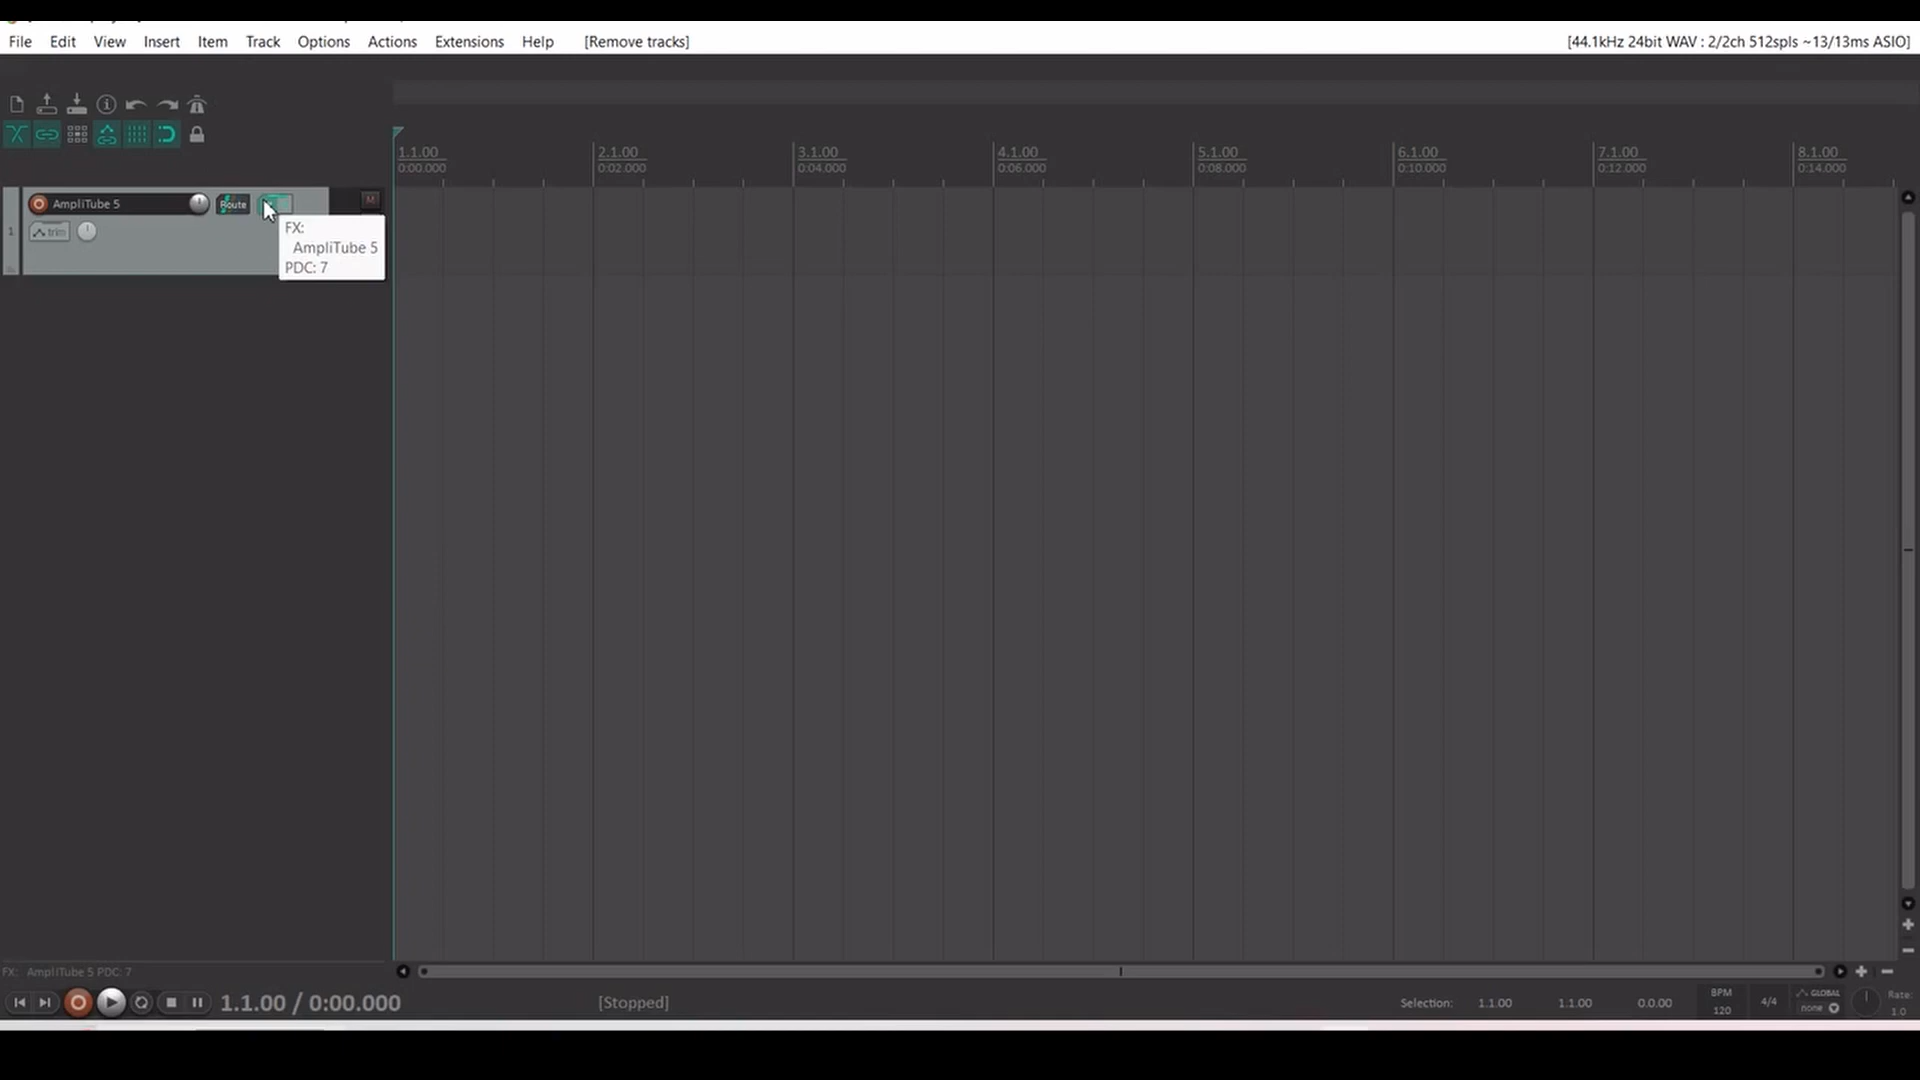 File Edit View Insert Item Track Options Actions Extensions Help [Remove tracks] [44.1kHz 24bit WAV : 2/2ch 512spls ~13/13ms ASIO]
1.1.00 2.1.00 3.1.00 4.1.00 5.1.00 6.1.00 7.1.00 8.1.00
0:00.000 0:02.000 0:04.000 0:06.000 0:08.000 0:10.000 0:12.000 0:14.000
AmpliTube 5 Route M
1 trim
FX:
AmpliTube 5
PDC: 7
FX: AmpliTube 5 PDC: 7
1.1.00 / 0:00.000 [Stopped] Selection: 1.1.00 1.1.00 0.0.00
BPM
120
4/4
GLOBAL
none
Rate:
1.0